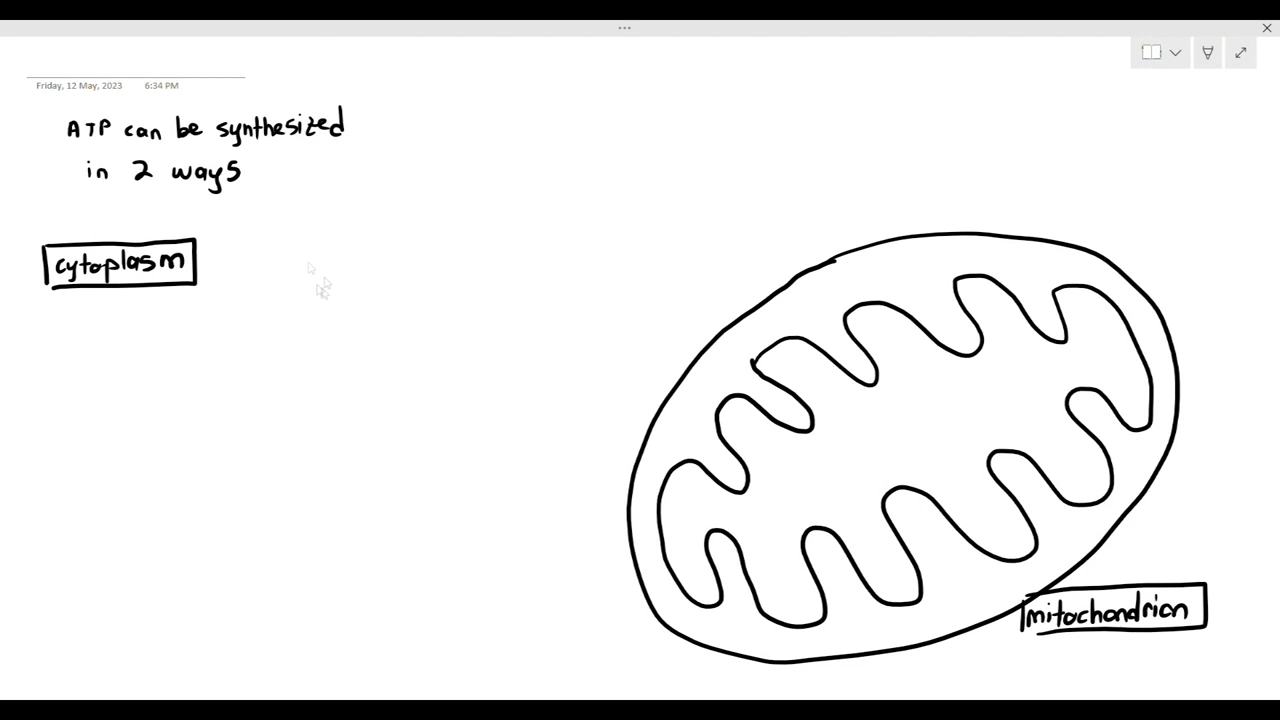 Friday, 12 May, 2023 6:34 PM
ATP can be synthesized
in 2 ways
cytoplasm
mitochondrion